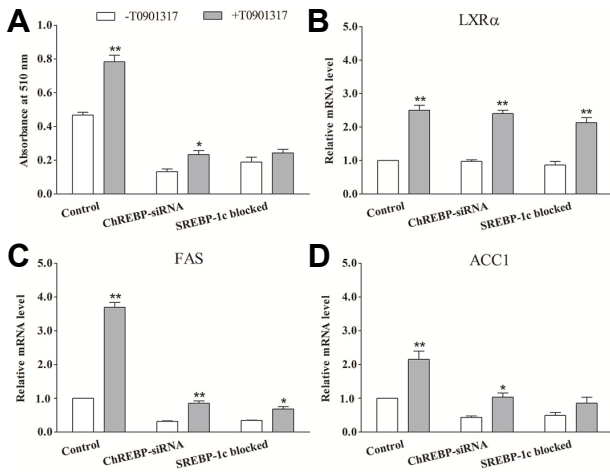 A
-T0901317
+T0901317
Absorbance at 510 nm
1.0
0.8
0.6
0.4
0.2
0.0
**
*
Control
ChREBP-siRNA
SREBP-1c blocked
B
LXRα
Relative mRNA level
5.0
4.0
3.0
2.0
1.0
0.0
**
**
**
Control
ChREBP-siRNA
SREBP-1c blocked
C
FAS
Relative mRNA level
5.0
4.0
3.0
2.0
1.0
0.0
**
**
*
Control
ChREBP-siRNA
SREBP-1c blocked
D
ACC1
Relative mRNA level
5.0
4.0
3.0
2.0
1.0
0.0
**
*
Control
ChREBP-siRNA
SREBP-1c blocked